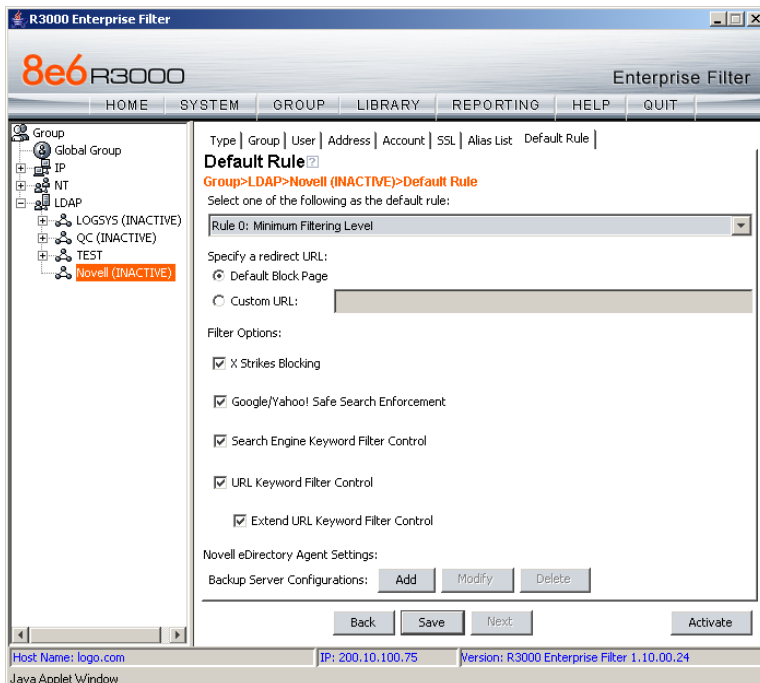 R3000 Enterprise Filter
8e6 R3000
Enterprise Filter
HOME SYSTEM GROUP LIBRARY REPORTING HELP QUIT
Group
Global Group
IP
NT
LDAP
LOGSYS (INACTIVE)
QC (INACTIVE)
TEST
Novell (INACTIVE)
Type | Group | User | Address | Account | SSL | Alias List Default Rule |
Default Rule ?
Group>LDAP>Novell (INACTIVE)>Default Rule
Select one of the following as the default rule:
Rule 0: Minimum Filtering Level
Specify a redirect URL:
Default Block Page
Custom URL:
Filter Options:
X Strikes Blocking
Google/Yahoo! Safe Search Enforcement
Search Engine Keyword Filter Control
URL Keyword Filter Control
Extend URL Keyword Filter Control
Novell eDirectory Agent Settings:
Backup Server Configurations: Add Modify Delete
Back Save Next Activate
Host Name: logo.com IP: 200.10.100.75 Version: R3000 Enterprise Filter 1.10.00.24
Java Applet Window